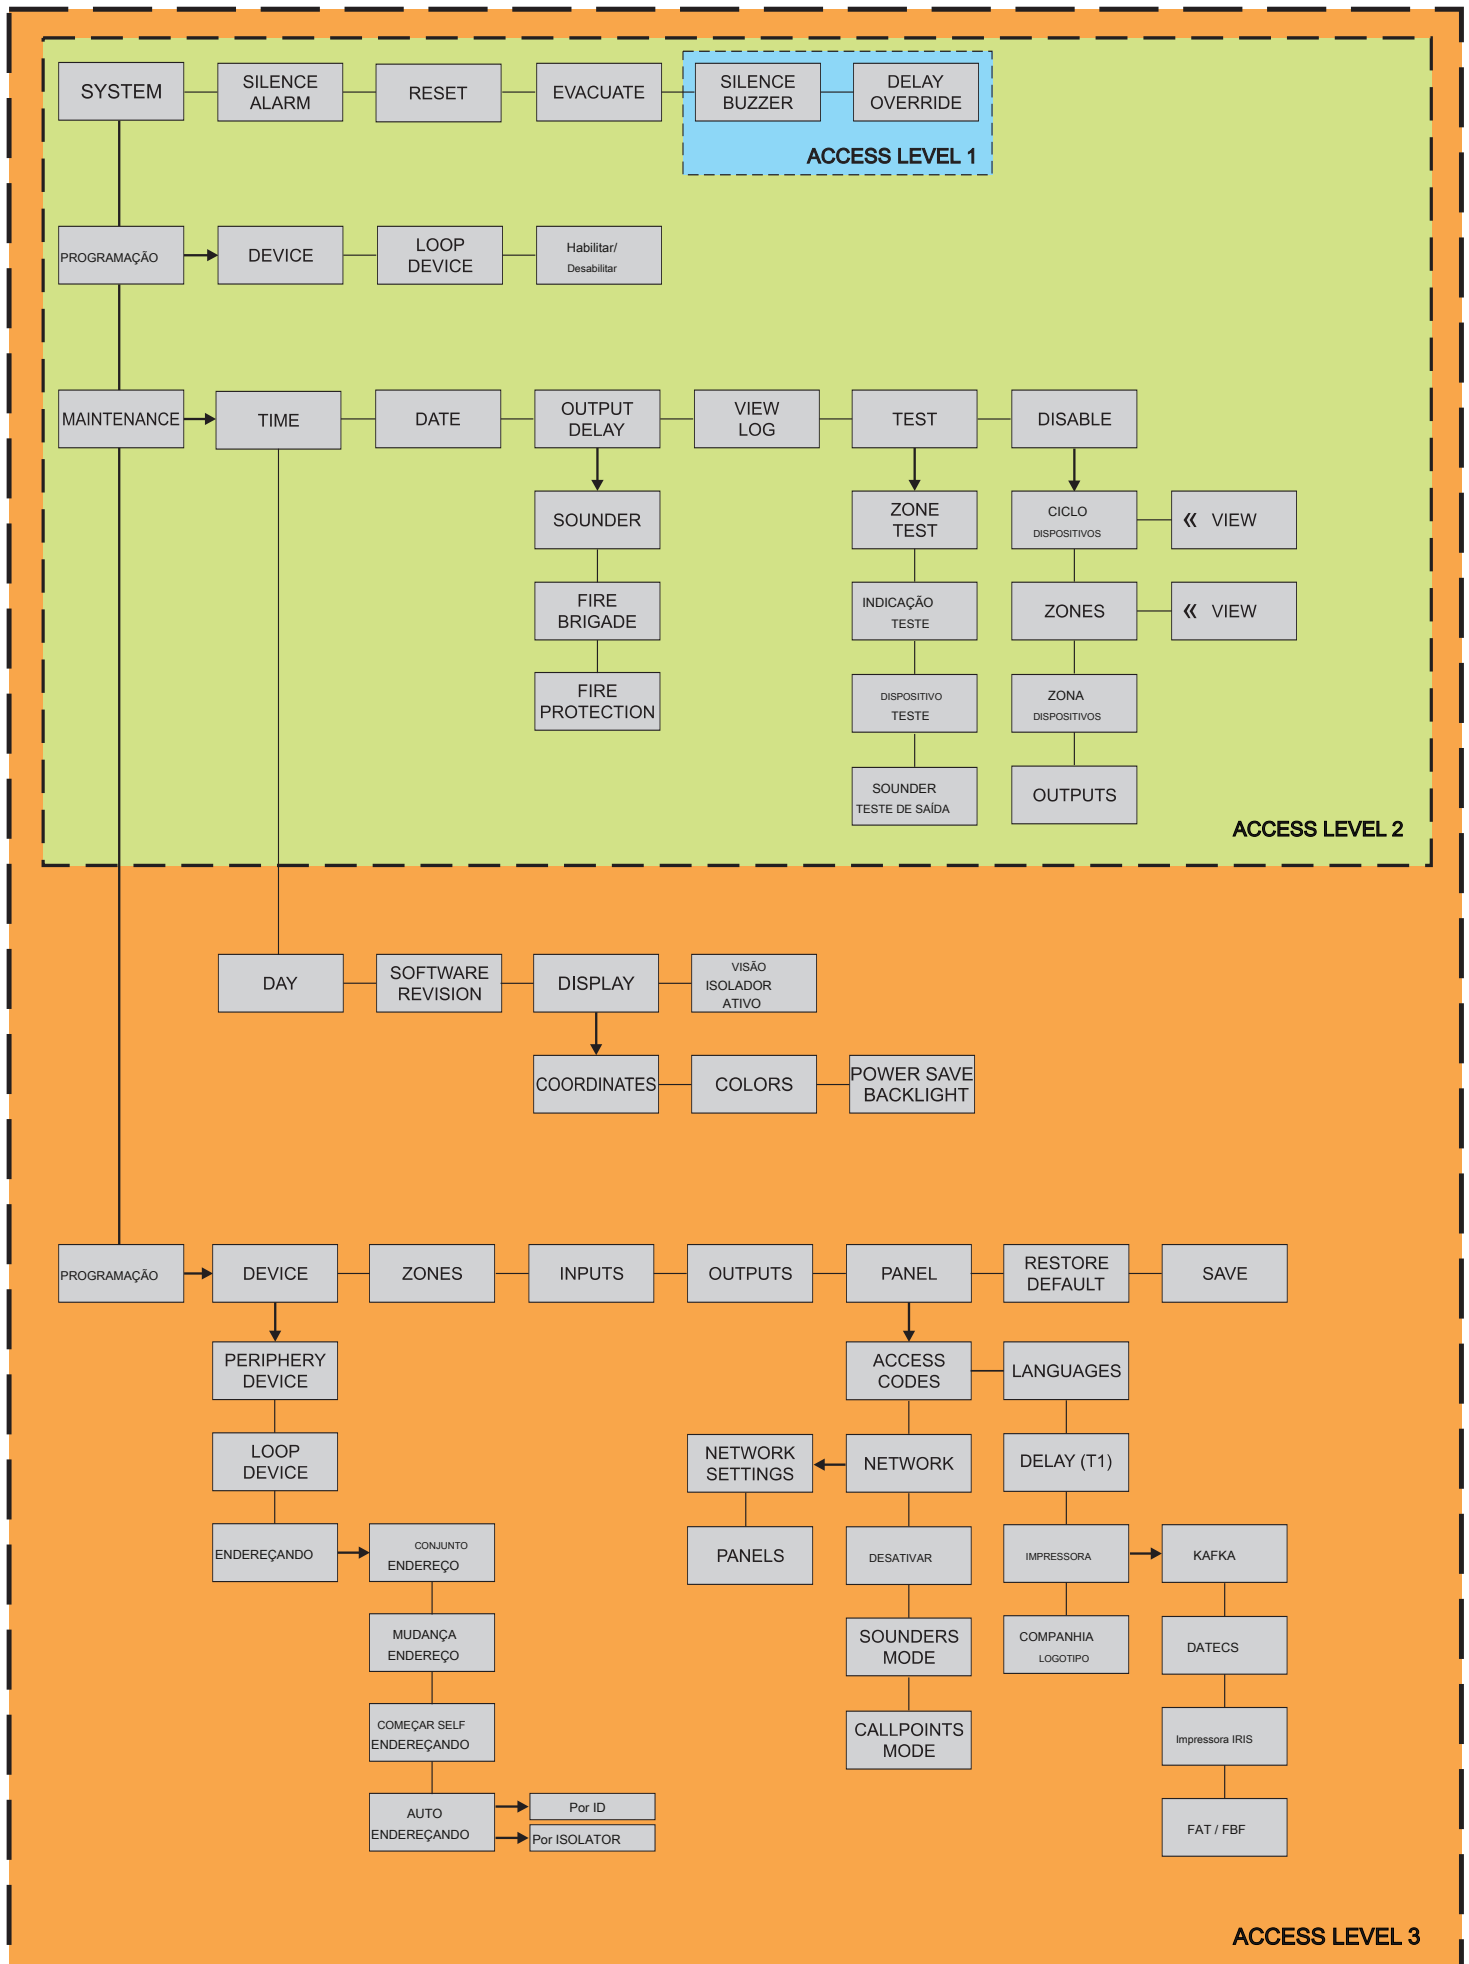 SYSTEM
SILENCE
ALARM
RESET
EVACUATE
SILENCE
BUZZER
DELAY
OVERRIDE
ACCESS LEVEL 1
PROGRAMAÇÃO
DEVICE
LOOP
DEVICE
Habilitar/
Desabilitar
MAINTENANCE
TIME
DATE
OUTPUT
DELAY
VIEW
LOG
TEST
DISABLE
SOUNDER
FIRE
BRIGADE
FIRE
PROTECTION
ZONE
TEST
INDICAÇÃO
TESTE
DISPOSITIVO
TESTE
SOUNDER
TESTE DE SAÍDA
CICLO
DISPOSITIVOS
« VIEW
ZONES
« VIEW
ZONA
DISPOSITIVOS
OUTPUTS
ACCESS LEVEL 2
DAY
SOFTWARE
REVISION
DISPLAY
VISÃO
ISOLADOR
ATIVO
COORDINATES
COLORS
POWER SAVE
BACKLIGHT
PROGRAMAÇÃO
DEVICE
ZONES
INPUTS
OUTPUTS
PANEL
RESTORE
DEFAULT
SAVE
PERIPHERY
DEVICE
LOOP
DEVICE
ENDEREÇANDO
CONJUNTO
ENDEREÇO
MUDANÇA
ENDEREÇO
COMEÇAR SELF
ENDEREÇANDO
AUTO
ENDEREÇANDO
Por ID
Por ISOLATOR
ACCESS
CODES
LANGUAGES
NETWORK
SETTINGS
NETWORK
DELAY (T1)
PANELS
DESATIVAR
IMPRESSORA
KAFKA
SOUNDERS
MODE
COMPANHIA
LOGOTIPO
DATECS
CALLPOINTS
MODE
Impressora IRIS
FAT / FBF
ACCESS LEVEL 3